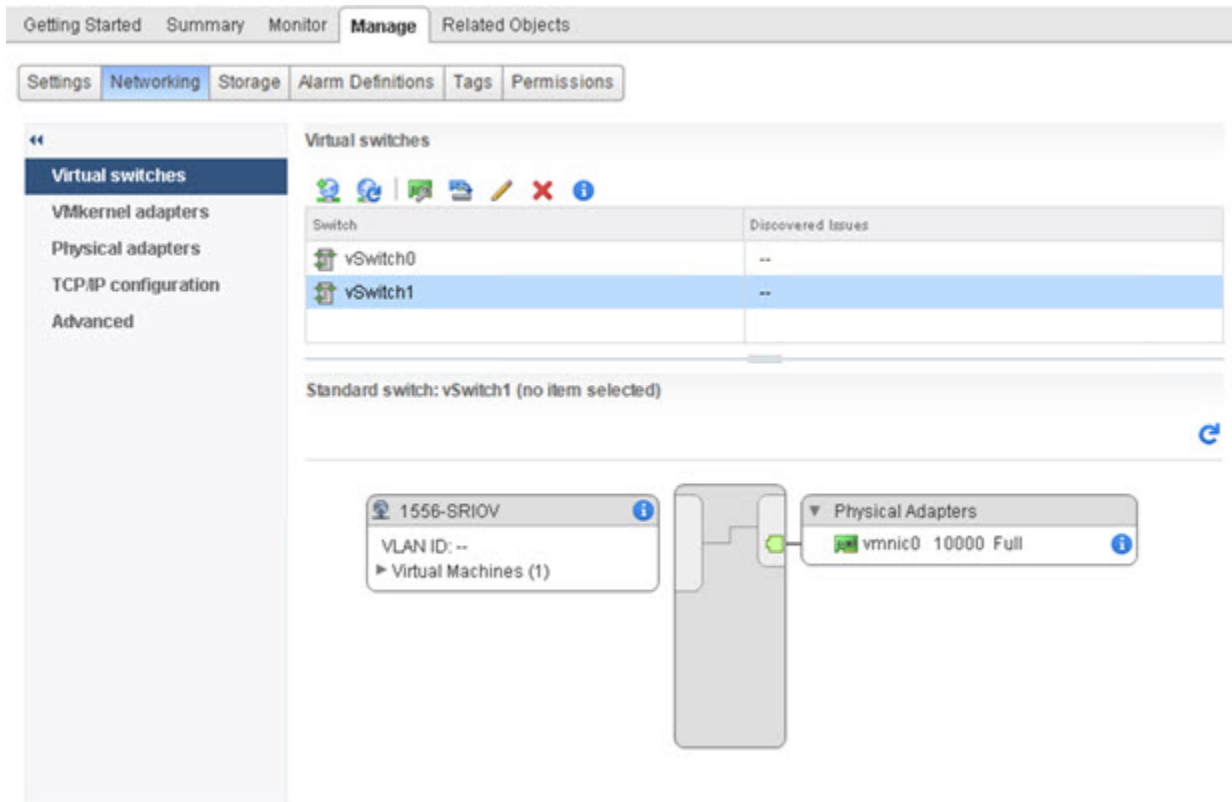 Getting Started Summary Monitor Manage Related Objects
Settings Networking Storage Alarm Definitions Tags Permissions
Virtual switches
VMkernel adapters
Physical adapters
TCP/IP configuration
Advanced
Virtual switches
Switch Discovered Issues
vSwitch0 --
vSwitch1 --
Standard switch: vSwitch1 (no item selected)
1556-SRIOV
VLAN ID: --
Virtual Machines (1)
Physical Adapters
vmnic0 10000 Full